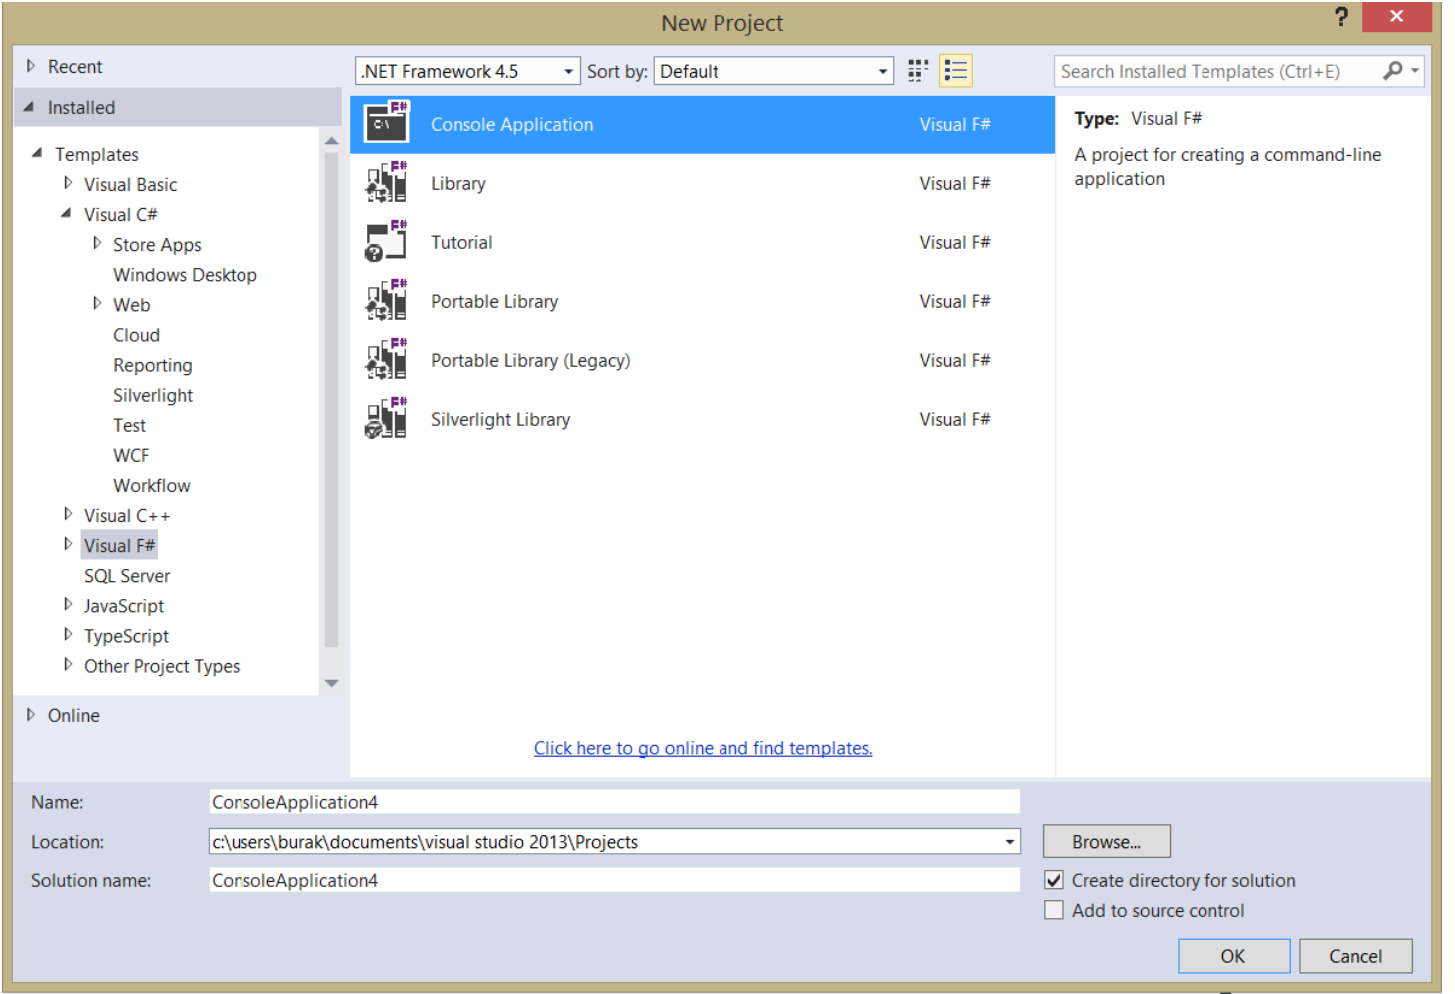 New Project
?
Recent
.NET Framework 4.5
Sort by:
Default
Search Installed Templates (Ctrl+E)
Installed
Templates
Visual Basic
Visual C#
Store Apps
Windows Desktop
Web
Cloud
Reporting
Silverlight
Test
WCF
Workflow
Visual C++
Visual F#
SQL Server
JavaScript
TypeScript
Other Project Types
Online
F#
C:\
Console Application Visual F#
F#
Library Visual F#
F#
Tutorial Visual F#
F#
Portable Library Visual F#
F#
Portable Library (Legacy) Visual F#
F#
Silverlight Library Visual F#
Click here to go online and find templates.
Type: Visual F#
A project for creating a command-line
application
Name: ConsoleApplication4
Location: c:\users\burak\documents\visual studio 2013\Projects
Browse...
Solution name: ConsoleApplication4
Create directory for solution
Add to source control
OK
Cancel